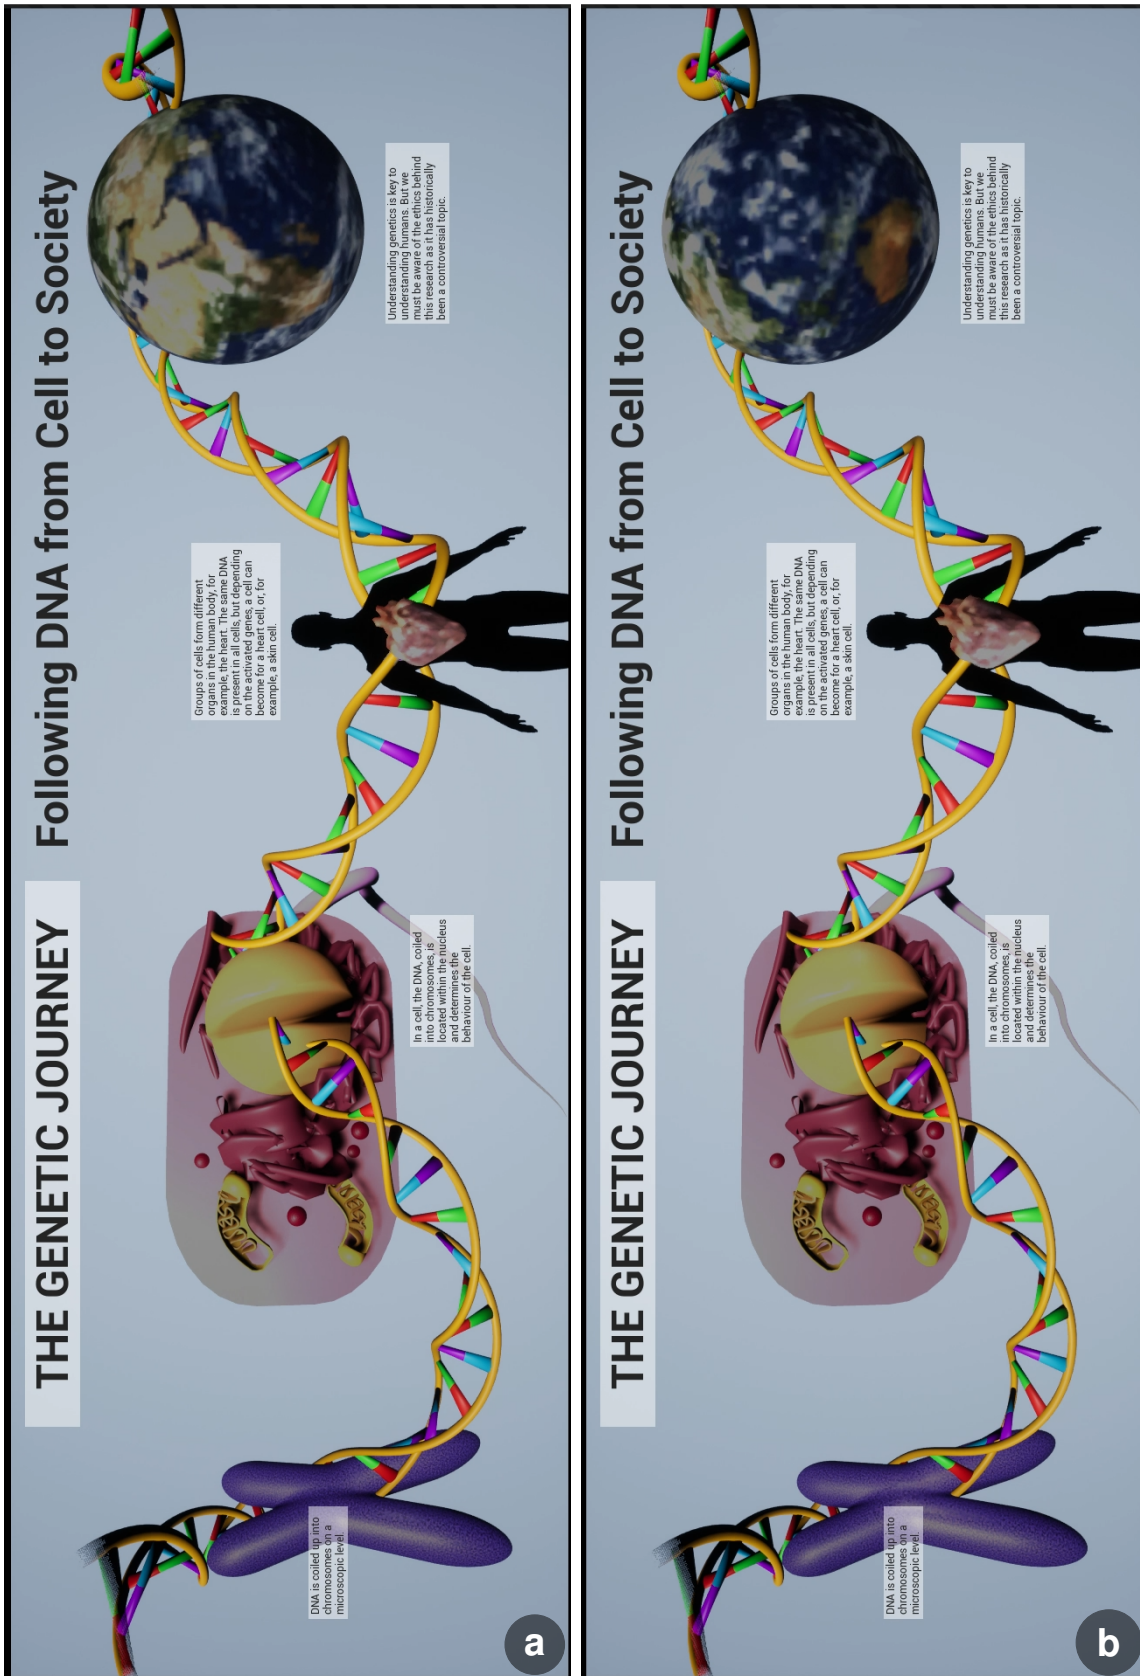 THE GENETIC JOURNEY
Following DNA from Cell to Society
DNA is coiled up into
chromosomes on a
microscopic level.
In a cell, the DNA, coiled
into chromosomes, is
located within the nucleus
and determines the
behaviour of the cell.
Groups of cells form different
organs in the human body, for
example, the heart. The same DNA
is present in all cells, but depending
on the activated genes, a cell can
become for a heart cell, or, for
example, a skin cell.
Understanding genetics is key to
understanding humans. But we
must be aware of the ethics behind
this research as it has historically
been a controversial topic.
a
THE GENETIC JOURNEY
Following DNA from Cell to Society
DNA is coiled up into
chromosomes on a
microscopic level.
In a cell, the DNA, coiled
into chromosomes, is
located within the nucleus
and determines the
behaviour of the cell.
Groups of cells form different
organs in the human body, for
example, the heart. The same DNA
is present in all cells, but depending
on the activated genes, a cell can
become for a heart cell, or, for
example, a skin cell.
Understanding genetics is key to
understanding humans. But we
must be aware of the ethics behind
this research as it has historically
been a controversial topic.
b